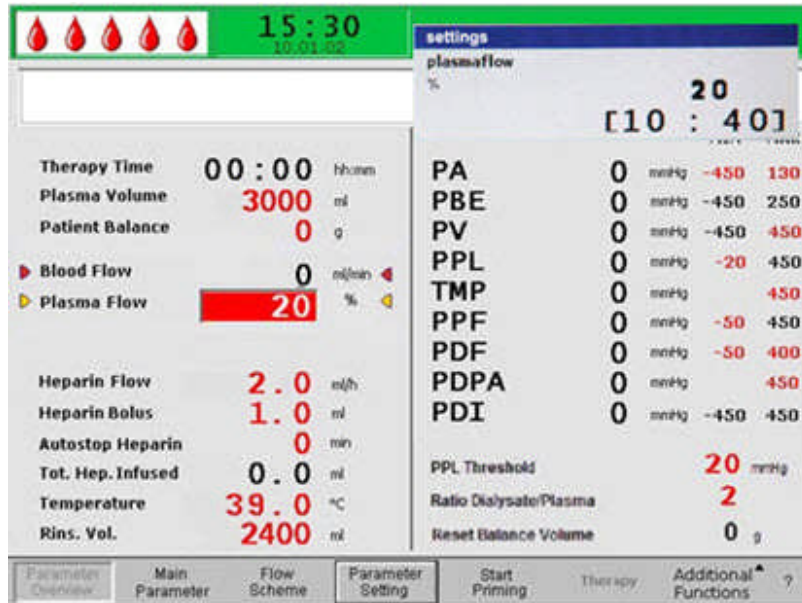 15:30
10.01.02
settings
plasmaflow
%
20
[10 : 40]
Therapy Time 00:00 hh:mm
Plasma Volume 3000 ml
Patient Balance 0 g
Blood Flow 0 ml/min
Plasma Flow 20 %
Heparin Flow 2.0 ml/h
Heparin Bolus 1.0 ml
Autostop Heparin 0 min
Tot. Hep. Infused 0.0 ml
Temperature 39.0 °C
Rins. Vol. 2400 ml
PA 0 mmHg -450 130
PBE 0 mmHg -450 250
PV 0 mmHg -450 450
PPL 0 mmHg -20 450
TMP 0 mmHg 450
PPF 0 mmHg -50 450
PDF 0 mmHg -50 400
PDPA 0 mmHg 450
PDI 0 mmHg -450 450
PPL Threshold 20 mmHg
Ratio Dialysate/Plasma 2
Reset Balance Volume 0 g
Parameter Overview
Main Parameter
Flow Scheme
Parameter Setting
Start Priming
Therapy
Additional Functions
?